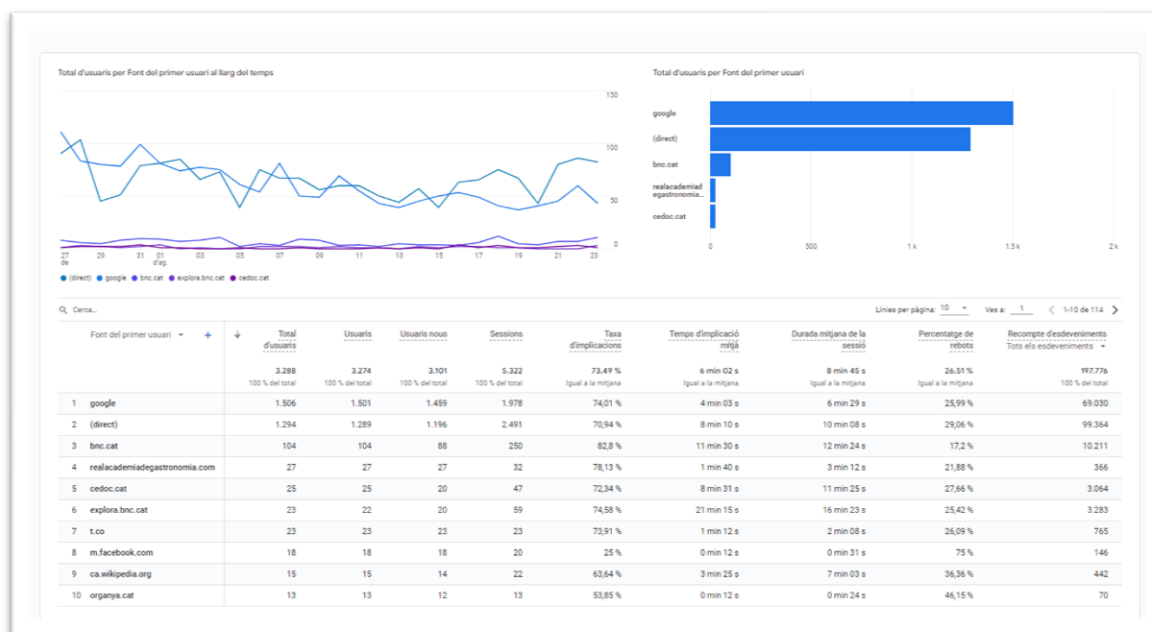 Total d'usuaris per Font del primer usuari al llarg del temps
150
100
50
0
27 29 31 01 03 05 07 09 11 13 15 17 19 21 23
de d'ag.
(direct) google bnc.cat explora.bnc.cat cedoc.cat
Total d'usuaris per Font del primer usuari
google
(direct)
bnc.cat
realacademiad
egastronomia...
cedoc.cat
0 500 1 k 1,5 k 2 k
Cerca... Línies per pàgina: 10 Ves a: 1 1-10 de 114
Font del primer usuari + Total Usuaris Usuaris nous Sessions Taxa Temps d'implicació Durada mitjana de la Percentatge de Recompte d'esdeveniments
d'usuaris d'implicacions mitjà sessió rebots Tots els esdeveniments
3.288 3.274 3.101 5.322 73,49 % 6 min 02 s 8 min 45 s 26,51 % 197.776
100 % del total 100 % del total 100 % del total 100 % del total Igual a la mitjana Igual a la mitjana Igual a la mitjana Igual a la mitjana 100 % del total
1 google 1.506 1.501 1.459 1.978 74,01 % 4 min 03 s 6 min 29 s 25,99 % 69.030
2 (direct) 1.294 1.289 1.196 2.491 70,94 % 8 min 10 s 10 min 08 s 29,06 % 99.364
3 bnc.cat 104 104 88 250 82,8 % 11 min 30 s 12 min 24 s 17,2 % 10.211
4 realacademiadegastronomia.com 27 27 27 32 78,13 % 1 min 40 s 3 min 12 s 21,88 % 366
5 cedoc.cat 25 25 20 47 72,34 % 8 min 31 s 11 min 25 s 27,66 % 3.064
6 explora.bnc.cat 23 22 20 59 74,58 % 21 min 15 s 16 min 23 s 25,42 % 3.283
7 t.co 23 23 23 23 73,91 % 1 min 12 s 2 min 08 s 26,09 % 765
8 m.facebook.com 18 18 18 20 25 % 0 min 12 s 0 min 31 s 75 % 146
9 ca.wikipedia.org 15 15 14 22 63,64 % 3 min 25 s 7 min 03 s 36,36 % 442
10 organya.cat 13 13 12 13 53,85 % 0 min 12 s 0 min 24 s 46,15 % 70